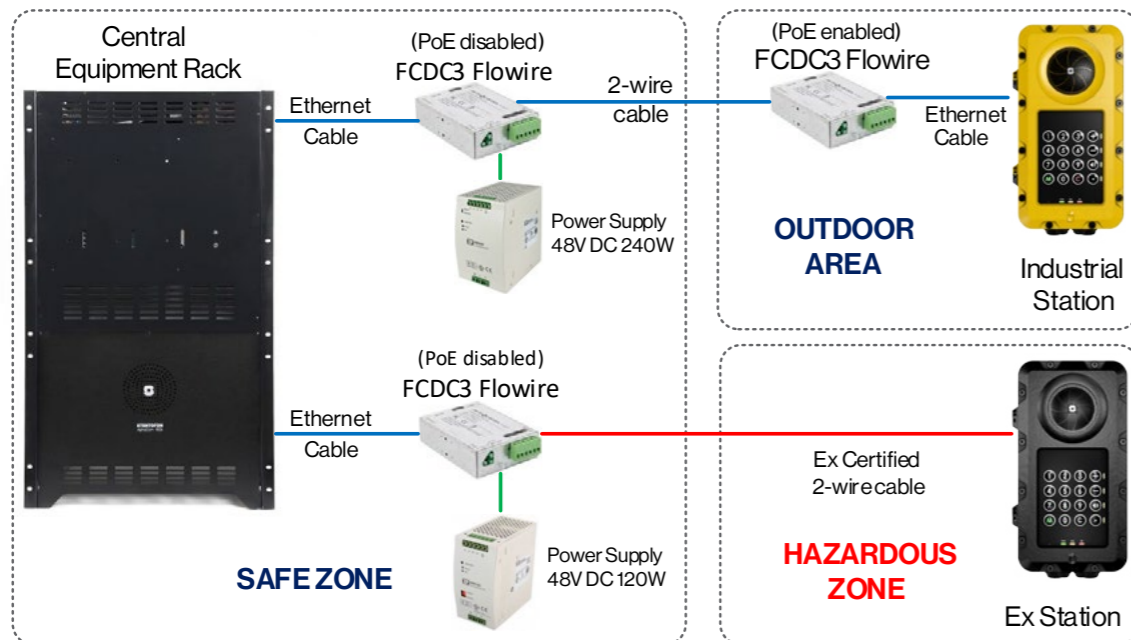 Central
Equipment Rack
Ethernet
Cable
(PoE disabled)
FCDC3 Flowire
2-wire
cable
(PoE enabled)
FCDC3 Flowire
Ethernet
Cable
Power Supply
48V DC 240W
OUTDOOR
AREA
Industrial
Station
(PoE disabled)
FCDC3 Flowire
Ethernet
Cable
Ex Certified
2-wire cable
Power Supply
48V DC 120W
SAFE ZONE
HAZARDOUS
ZONE
Ex Station